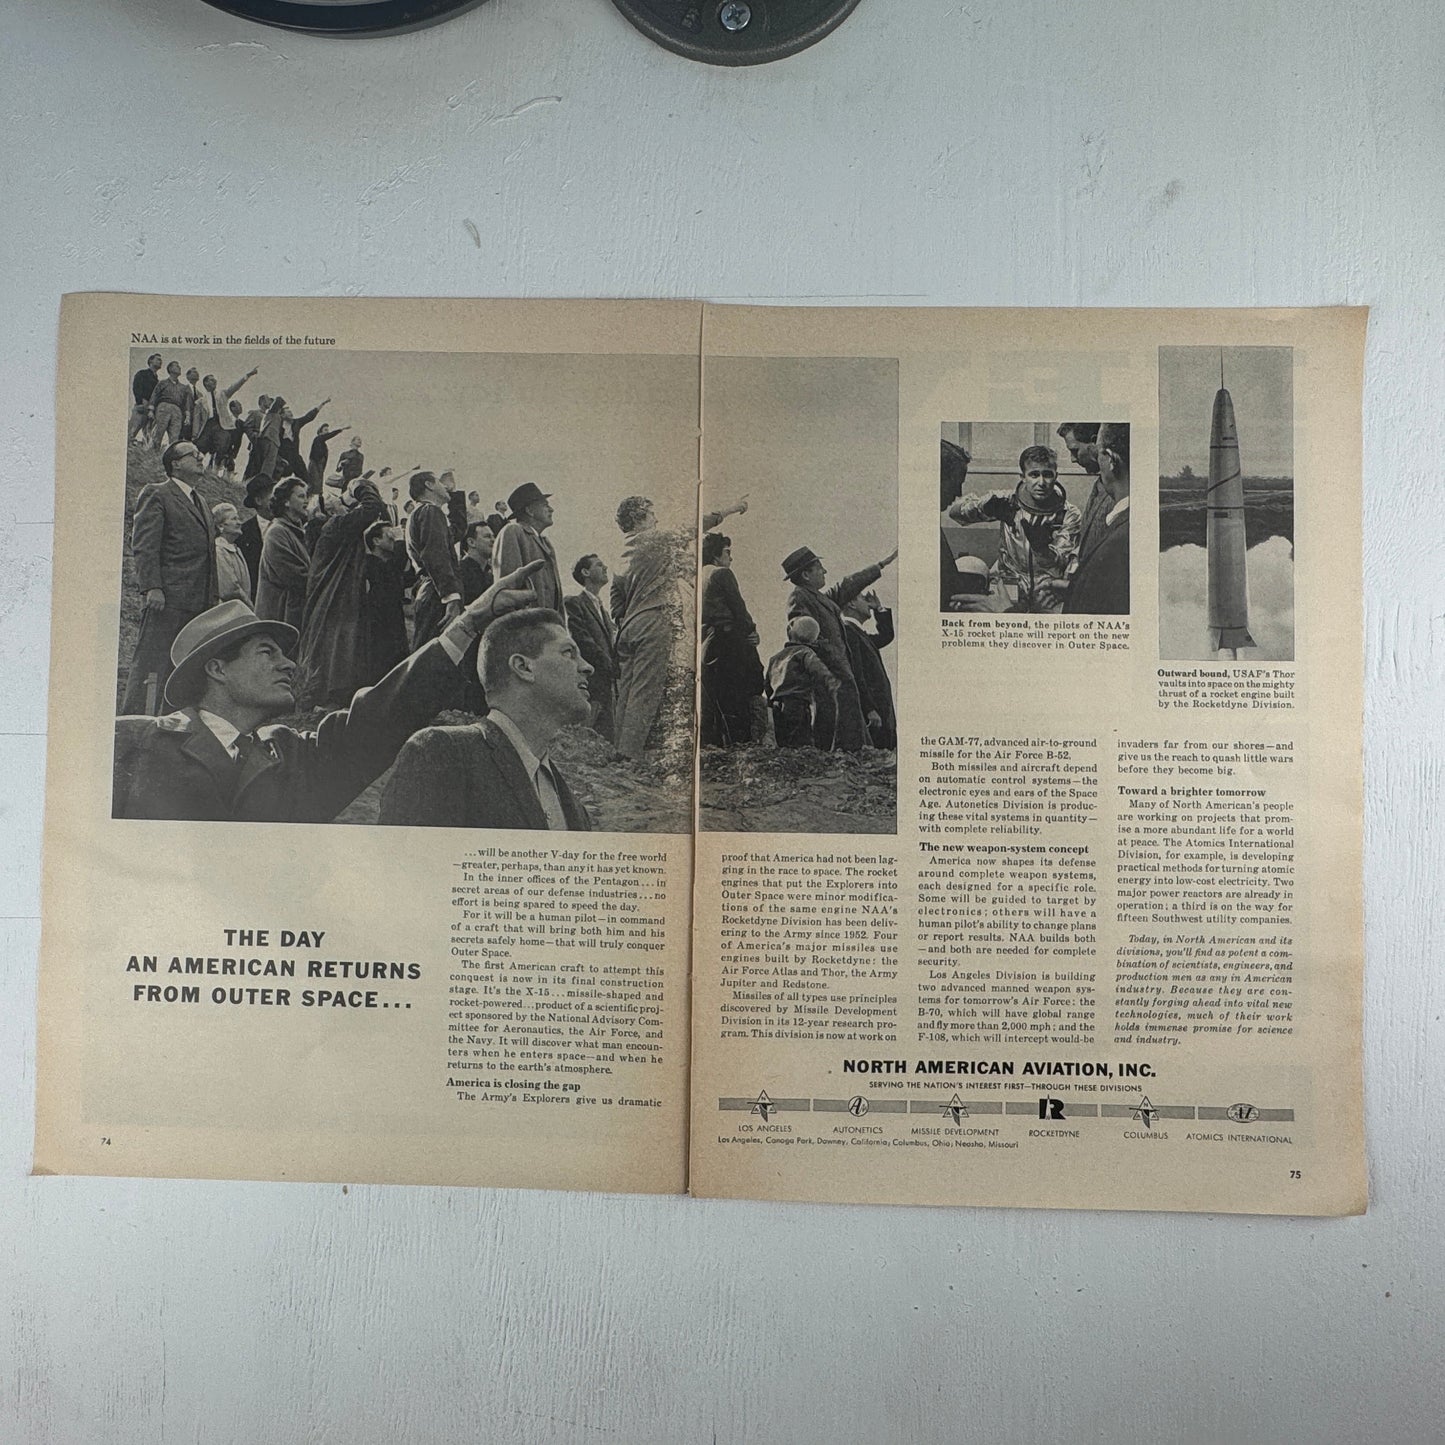 NAA is at work in the fields of the future
THE DAY
AN AMERICAN RETURNS
FROM OUTER SPACE...
...will be another V-day for the free world
—greater, perhaps, than any it has yet known.
In the inner offices of the Pentagon...in
secret areas of our defense industries...no
effort is being spared to speed the day.
For it will be a human pilot—in command
of a craft that will bring both him and his
secrets safely home—that will truly conquer
Outer Space.
The first American craft to attempt this
conquest is now in its final construction
stage. It's the X-15...missile-shaped and
rocket-powered...product of a scientific proj-
ect sponsored by the National Advisory Com-
mittee for Aeronautics, the Air Force, and
the Navy. It will discover what man encoun-
ters when he enters space—and when he
returns to the earth's atmosphere.
America is closing the gap
The Army's Explorers give us dramatic
74
proof that America had not been lag-
ging in the race to space. The rocket
engines that put the Explorers into
Outer Space were minor modifica-
tions of the same engine NAA's
Rocketdyne Division has been deliv-
ering to the Army since 1952. Four
of America's major missiles use
engines built by Rocketdyne: the
Air Force Atlas and Thor, the Army
Jupiter and Redstone.
Missiles of all types use principles
discovered by Missile Development
Division in its 12-year research pro-
gram. This division is now at work on
Back from beyond, the pilots of NAA's
X-15 rocket plane will report on the new
problems they discover in Outer Space.
Outward bound, USAF's Thor
vaults into space on the mighty
thrust of a rocket engine built
by the Rocketdyne Division.
the GAM-77, advanced air-to-ground
missile for the Air Force B-52.
Both missiles and aircraft depend
on automatic control systems—the
electronic eyes and ears of the Space
Age. Autonetics Division is produc-
ing these vital systems in quantity—
with complete reliability.
The new weapon-system concept
America now shapes its defense
around complete weapon systems,
each designed for a specific role.
Some will be guided to target by
electronics; others will have a
human pilot's ability to change plans
or report results. NAA builds both
—and both are needed for complete
security.
Los Angeles Division is building
two advanced manned weapon sys-
tems for tomorrow's Air Force: the
B-70, which will have global range
and fly more than 2,000 mph; and the
F-108, which will intercept would-be
invaders far from our shores—and
give us the reach to quash little wars
before they become big.
Toward a brighter tomorrow
Many of North American's people
are working on projects that prom-
ise a more abundant life for a world
at peace. The Atomics International
Division, for example, is developing
practical methods for turning atomic
energy into low-cost electricity. Two
major power reactors are already in
operation; a third is on the way for
fifteen Southwest utility companies.
Today, in North American and its
divisions, you'll find as potent a com-
bination of scientists, engineers, and
production men as any in American
industry. Because they are con-
stantly forging ahead into vital new
technologies, much of their work
holds immense promise for science
and industry.
NORTH AMERICAN AVIATION, INC.
SERVING THE NATION'S INTEREST FIRST—THROUGH THESE DIVISIONS
LOS ANGELES AUTONETICS MISSILE DEVELOPMENT ROCKETDYNE COLUMBUS ATOMICS INTERNATIONAL
Los Angeles, Canoga Park, Downey, California; Columbus, Ohio; Neosho, Missouri
75